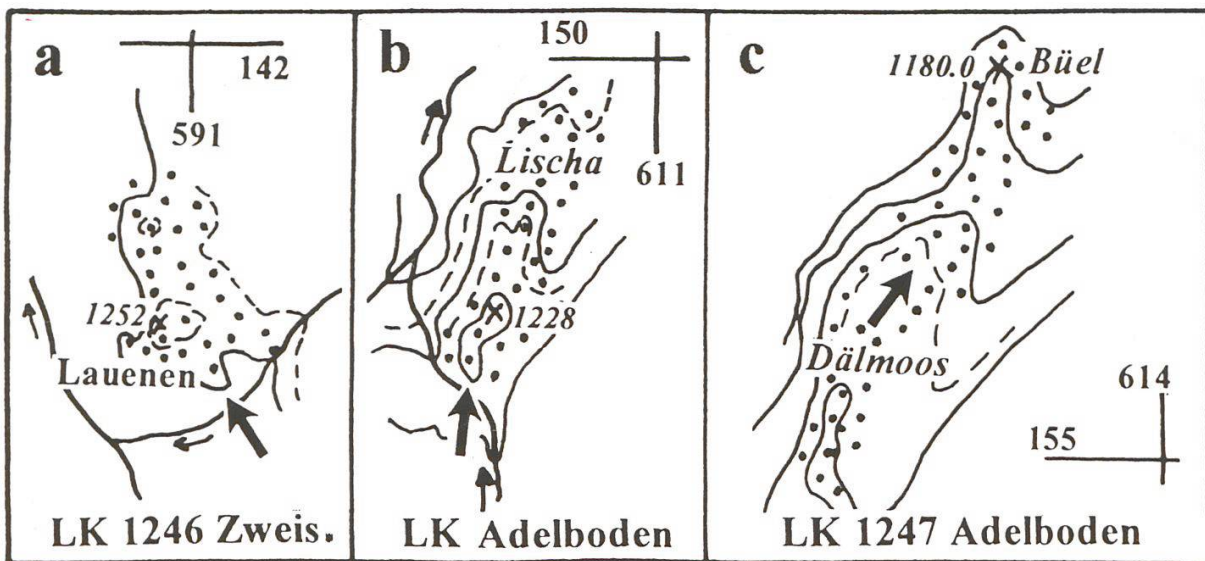 a
142
591
1252
Lauenen
LK 1246 Zweis.
b
150
611
Lischa
1228
LK Adelboden
c
1180.0
Büel
Dälmoos
614
155
LK 1247 Adelboden